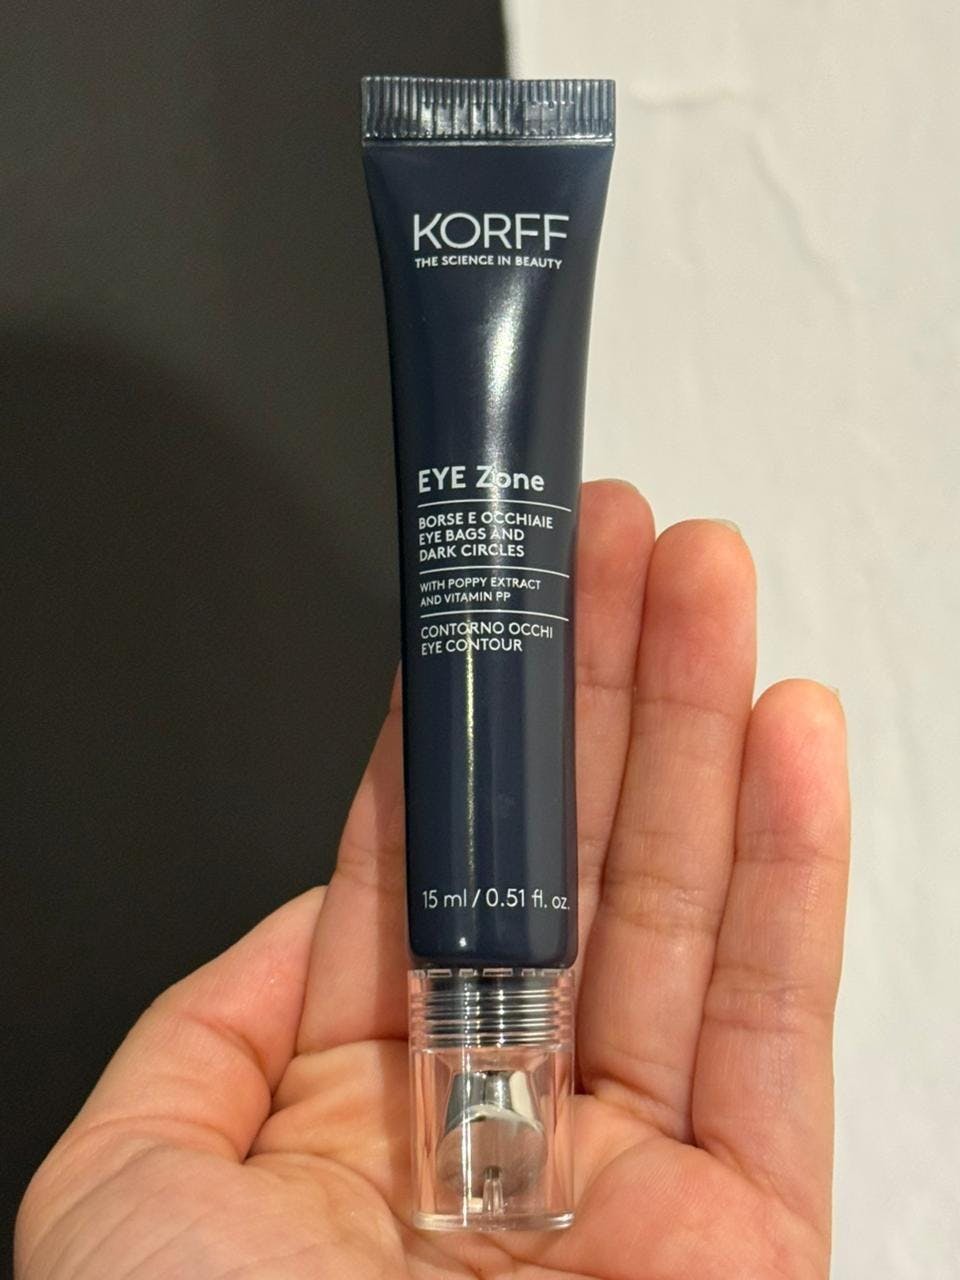 KORFF
THE SCIENCE IN BEAUTY
EYE Zone
BORSE E OCCHIAIE
EYE BAGS AND
DARK CIRCLES
WITH POPPY EXTRACT
AND VITAMIN PP
CONTORNO OCCHI
EYE CONTOUR
15 ml / 0.51 fl. oz.